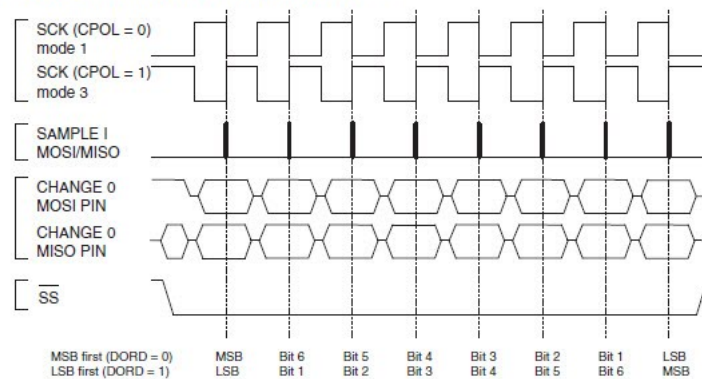 SCK (CPOL = 0)
mode 1
SCK (CPOL = 1)
mode 3
SAMPLE I
MOSI/MISO
CHANGE 0
MOSI PIN
CHANGE 0
MISO PIN
SS
MSB first (DORD = 0) MSB Bit 6 Bit 5 Bit 4 Bit 3 Bit 2 Bit 1 LSB
LSB first (DORD = 1) LSB Bit 1 Bit 2 Bit 3 Bit 4 Bit 5 Bit 6 MSB